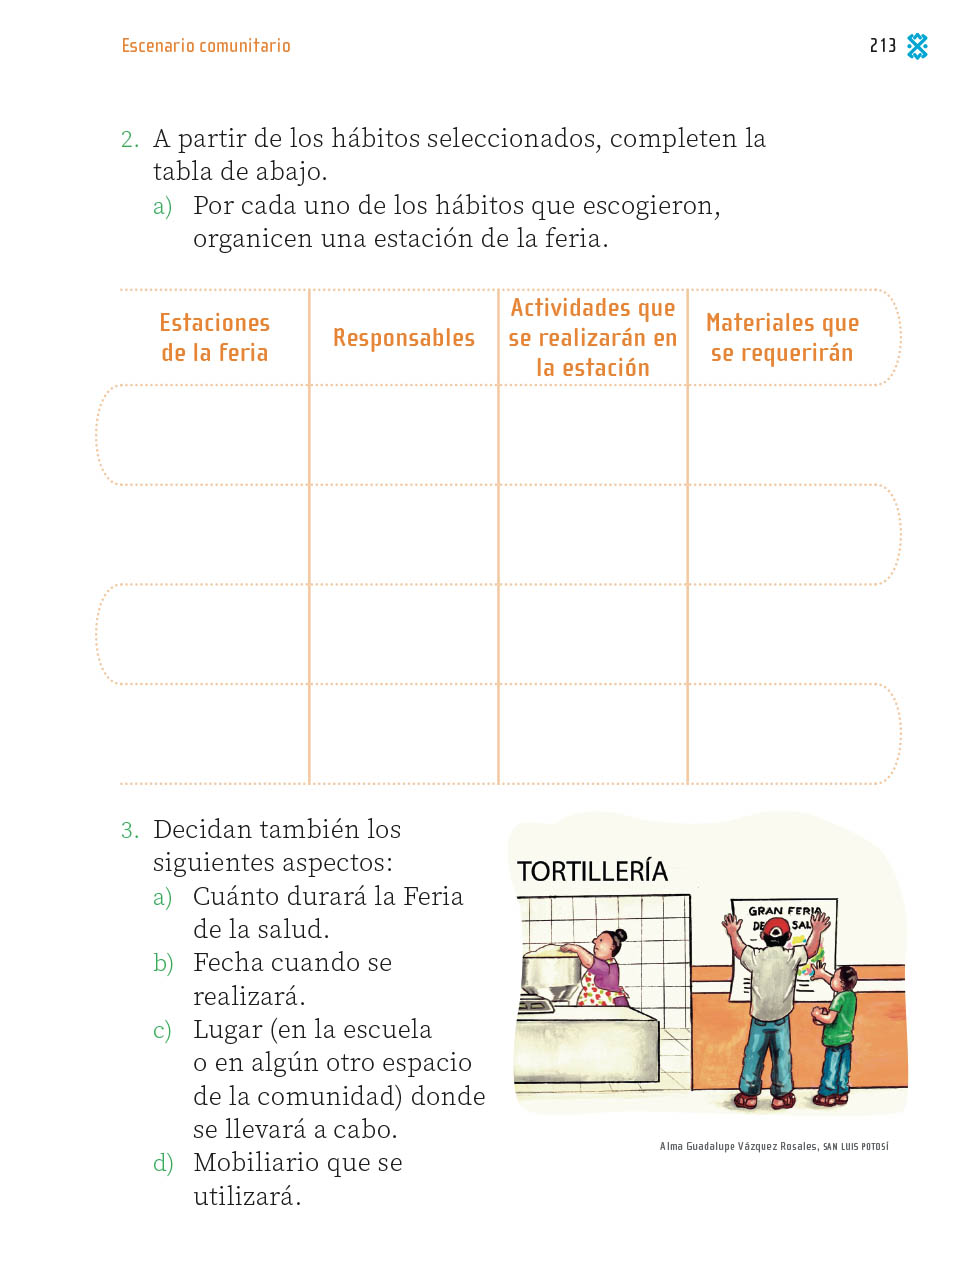 Escenario comunitario
213
2. A partir de los hábitos seleccionados, completen la
tabla de abajo.
a) Por cada uno de los hábitos que escogieron,
organicen una estación de la feria.
Estaciones
de la feria
Responsables
Actividades que
se realizarán en
la estación
Materiales que
se requerirán
3. Decidan también los
siguientes aspectos:
a) Cuánto durará la Feria
de la salud.
b) Fecha cuando se
realizará.
c) Lugar (en la escuela
o en algún otro espacio
de la comunidad) donde
se llevará a cabo.
d) Mobiliario que se
utilizará.
TORTILLERÍA
GRAN FERIA
DE SAL
Alma Guadalupe Vázquez Rosales, SAN LUIS POTOSÍ